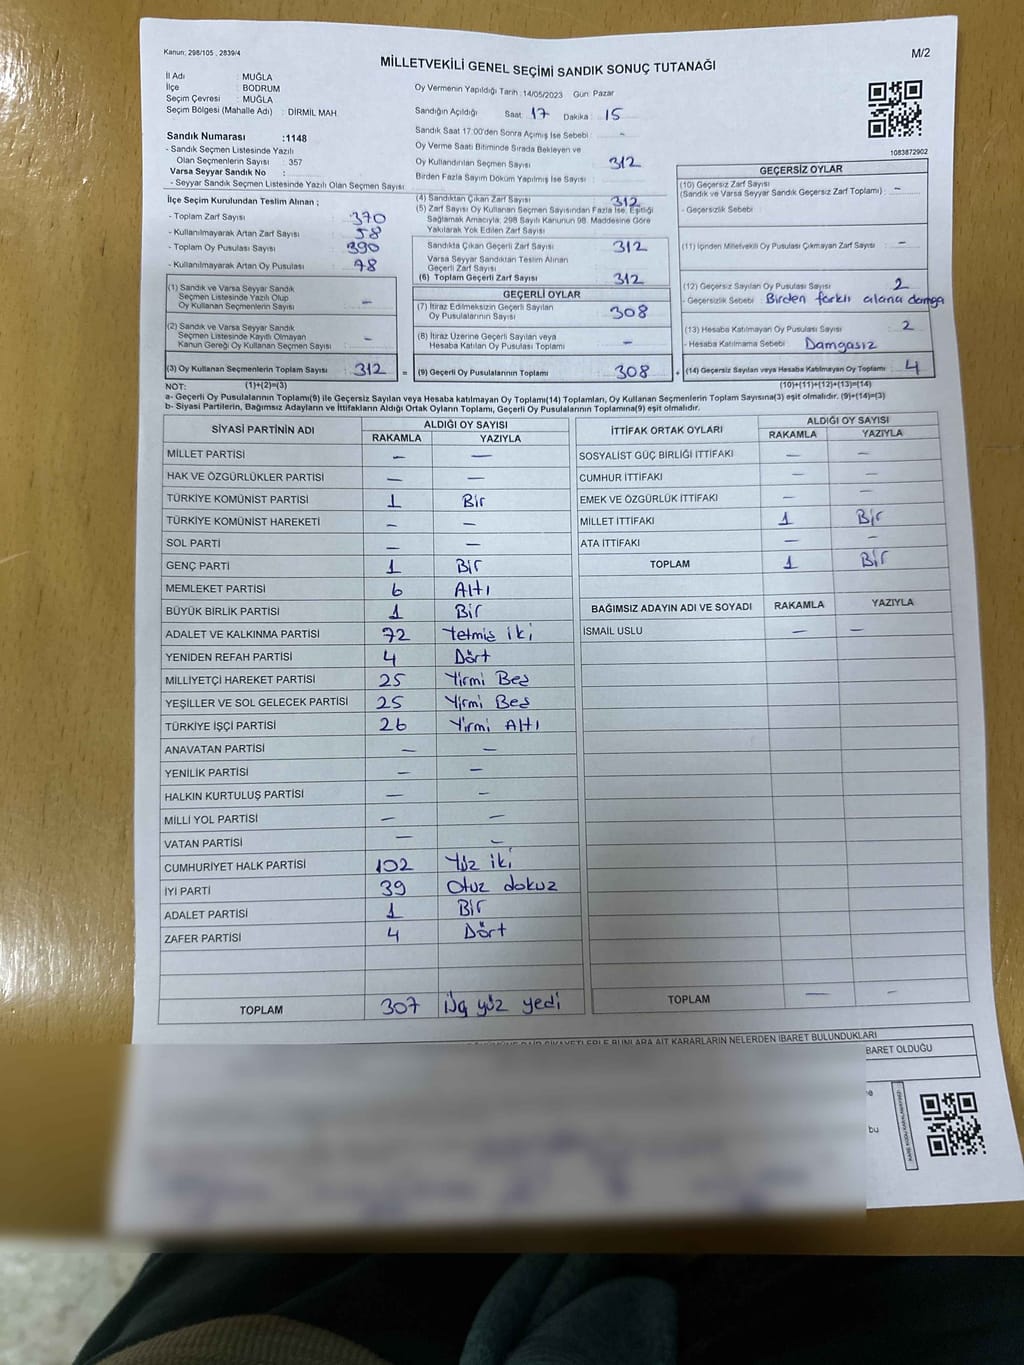 Kanun: 298/105 , 2839/4
M/2
MİLLETVEKİLİ GENEL SEÇİMİ SANDIK SONUÇ TUTANAĞI
İl Adı : MUĞLA
İlçe : BODRUM
Seçim Çevresi : MUĞLA
Seçim Bölgesi (Mahalle Adı) : DİRMİL MAH.
Sandık Numarası :1148
- Sandık Seçmen Listesinde Yazılı
Olan Seçmenlerin Sayısı : 357
Varsa Seyyar Sandık No :
- Seyyar Sandık Seçmen Listesinde Yazılı Olan Seçmen Sayısı
Oy Vermenin Yapıldığı Tarih :14/05/2023 Gün: Pazar
Sandığın Açıldığı Saat : 17 Dakika : 15
Sandık Saat 17:00'den Sonra Açılmış İse Sebebi : -
Oy Verme Saati Bitiminde Sırada Bekleyen ve
Oy Kullandırılan Seçmen Sayısı : 312
Birden Fazla Sayım Döküm Yapılmış İse Sayısı :
1083872902
İlçe Seçim Kurulundan Teslim Alınan ;
- Toplam Zarf Sayısı : 370
- Kullanılmayarak Artan Zarf Sayısı : 58
- Toplam Oy Pusulası Sayısı : 390
- Kullanılmayarak Artan Oy Pusulası : 78
(4) Sandıktan Çıkan Zarf Sayısı : 312
(5) Zarf Sayısı Oy Kullanan Seçmen Sayısından Fazla İse, Eşitliği
Sağlamak Amacıyla, 298 Sayılı Kanunun 98. Maddesine Göre
Yakılarak Yok Edilen Zarf Sayısı :
Sandıkta Çıkan Geçerli Zarf Sayısı : 312
Varsa Seyyar Sandıktan Teslim Alınan
Geçerli Zarf Sayısı :
(6) Toplam Geçerli Zarf Sayısı : 312
GEÇERSİZ OYLAR
(10) Geçersiz Zarf Sayısı
(Sandık ve Varsa Seyyar Sandık Geçersiz Zarf Toplamı) : -
- Geçersizlik Sebebi :
(11) İçinden Milletvekili Oy Pusulası Çıkmayan Zarf Sayısı : -
(12) Geçersiz Sayılan Oy Pusulası Sayısı : 2
- Geçersizlik Sebebi : Birden farklı alana damga
(13) Hesaba Katılmayan Oy Pusulası Sayısı : 2
- Hesaba Katılmama Sebebi : Damgasız
(14) Geçersiz Sayılan veya Hesaba Katılmayan Oy Toplamı : 4
(1) Sandık ve Varsa Seyyar Sandık
Seçmen Listesinde Yazılı Olup
Oy Kullanan Seçmenlerin Sayısı : -
(2) Sandık ve Varsa Seyyar Sandık
Seçmen Listesinde Kayıtlı Olmayan
Kanun Gereği Oy Kullanan Seçmen Sayısı : -
(3) Oy Kullanan Seçmenlerin Toplam Sayısı : 312 =
GEÇERLİ OYLAR
(7) İtiraz Edilmeksizin Geçerli Sayılan
Oy Pusulalarının Sayısı : 308
(8) İtiraz Üzerine Geçerli Sayılan veya
Hesaba Katılan Oy Pusulası Toplamı : -
(9) Geçerli Oy Pusulalarının Toplamı : 308 +
NOT: (1)+(2)=(3) (10)+(11)+(12)+(13)=(14)
a- Geçerli Oy Pusulalarının Toplamı(9) ile Geçersiz Sayılan veya Hesaba katılmayan Oy Toplamı(14) Toplamları, Oy Kullanan Seçmenlerin Toplam Sayısına(3) eşit olmalıdır. (9)+(14)=(3)
b- Siyasi Partilerin, Bağımsız Adayların ve İttifakların Aldığı Ortak Oyların Toplamı, Geçerli Oy Pusulalarının Toplamına(9) eşit olmalıdır.
SİYASİ PARTİNİN ADI ALDIĞI OY SAYISI
RAKAMLA YAZIYLA
MİLLET PARTİSİ - -
HAK VE ÖZGÜRLÜKLER PARTİSİ - -
TÜRKİYE KOMÜNİST PARTİSİ 1 Bir
TÜRKİYE KOMÜNİST HAREKETİ - -
SOL PARTİ - -
GENÇ PARTİ 1 Bir
MEMLEKET PARTİSİ 6 Altı
BÜYÜK BİRLİK PARTİSİ 1 Bir
ADALET VE KALKINMA PARTİSİ 72 Yetmiş iki
YENİDEN REFAH PARTİSİ 4 Dört
MİLLİYETÇİ HAREKET PARTİSİ 25 Yirmi Beş
YEŞİLLER VE SOL GELECEK PARTİSİ 25 Yirmi Beş
TÜRKİYE İŞÇİ PARTİSİ 26 Yirmi Altı
ANAVATAN PARTİSİ - -
YENİLİK PARTİSİ - -
HALKIN KURTULUŞ PARTİSİ - -
MİLLİ YOL PARTİSİ - -
VATAN PARTİSİ - -
CUMHURİYET HALK PARTİSİ 102 Yüz iki
İYİ PARTİ 39 Otuz dokuz
ADALET PARTİSİ 1 Bir
ZAFER PARTİSİ 4 Dört
TOPLAM 307 Üç yüz yedi
İTTİFAK ORTAK OYLARI ALDIĞI OY SAYISI
RAKAMLA YAZIYLA
SOSYALİST GÜÇ BİRLİĞİ İTTİFAKI - -
CUMHUR İTTİFAKI - -
EMEK VE ÖZGÜRLÜK İTTİFAKI - -
MİLLET İTTİFAKI 1 Bir
ATA İTTİFAKI - -
TOPLAM 1 Bir
BAĞIMSIZ ADAYIN ADI VE SOYADI RAKAMLA YAZIYLA
İSMAİL USLU - -
TOPLAM - -
KARARLARIN NELERDEN İBARET BULUNDUKLARI
BARET OLDUĞU
bu